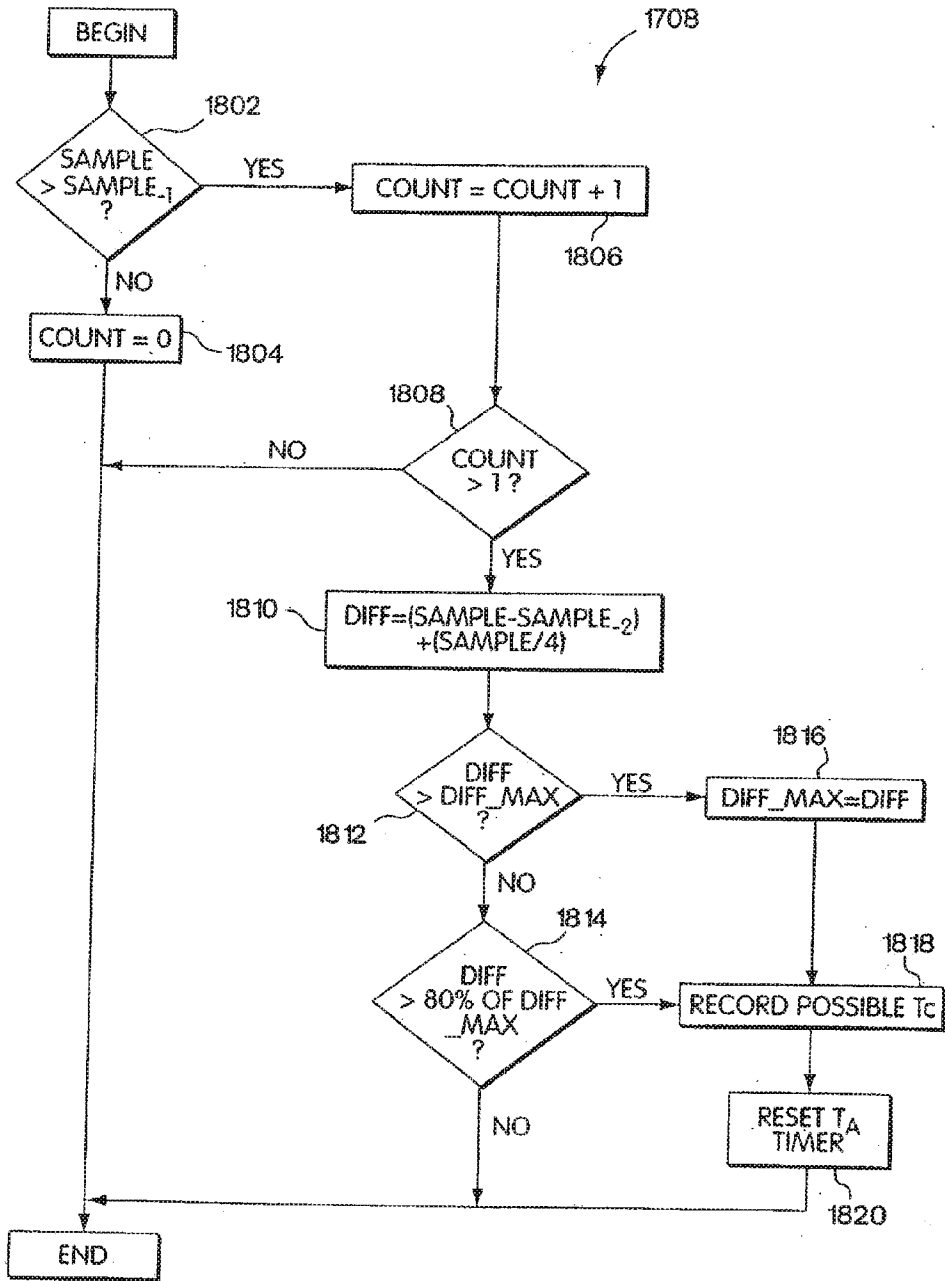 BEGIN
1708
1802
SAMPLE
> SAMPLE-1
?
YES
COUNT = COUNT + 1
1806
NO
COUNT = 0
1804
1808
NO
COUNT
> 1 ?
YES
1810
DIFF=(SAMPLE-SAMPLE-2)
+(SAMPLE/4)
1816
DIFF
> DIFF_MAX
?
YES
DIFF_MAX=DIFF
1812
NO
1814
1818
DIFF
> 80% OF DIFF
_MAX
?
YES
RECORD POSSIBLE Tc
NO
RESET TA
TIMER
1820
END